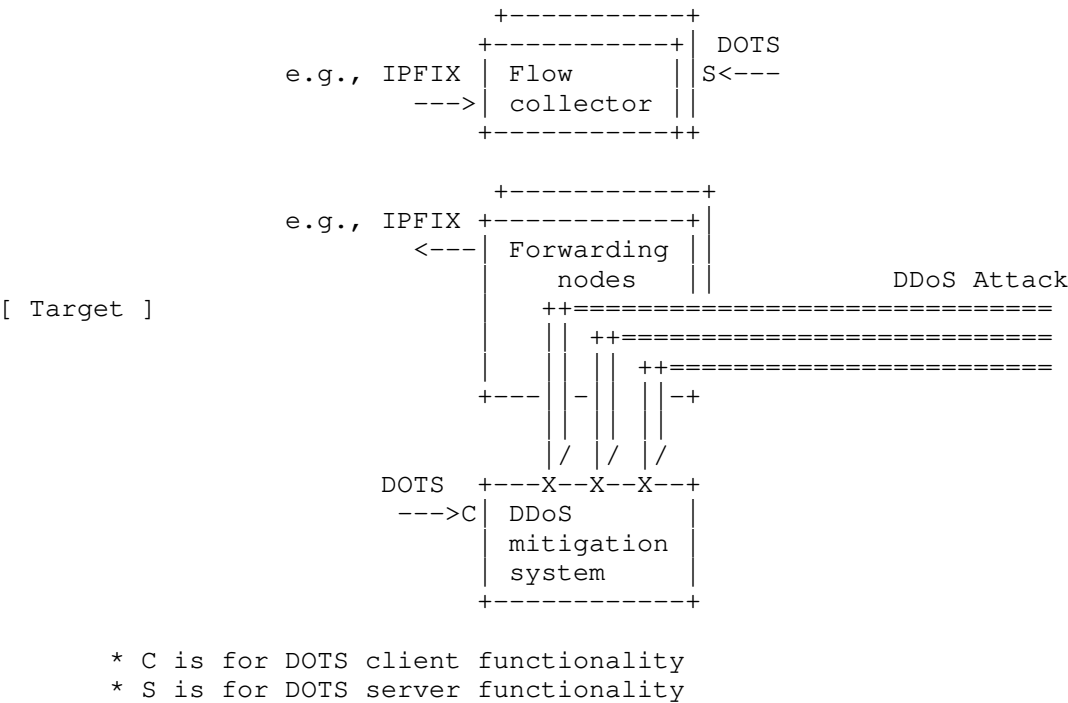 +-----------+
+-----------+| DOTS
e.g., IPFIX | Flow ||S<---
--->| collector ||
+-----------++
+------------+
e.g., IPFIX +------------+|
<---| Forwarding ||
| nodes || DDoS Attack
[ Target ] | ++==============================
| || ++===========================
| || || ++========================
+---||-|| ||-+
|| || ||
|/ |/ |/
DOTS +---X--X--X--+
--->C| DDoS |
| mitigation |
| system |
+------------+
* C is for DOTS client functionality
* S is for DOTS server functionality